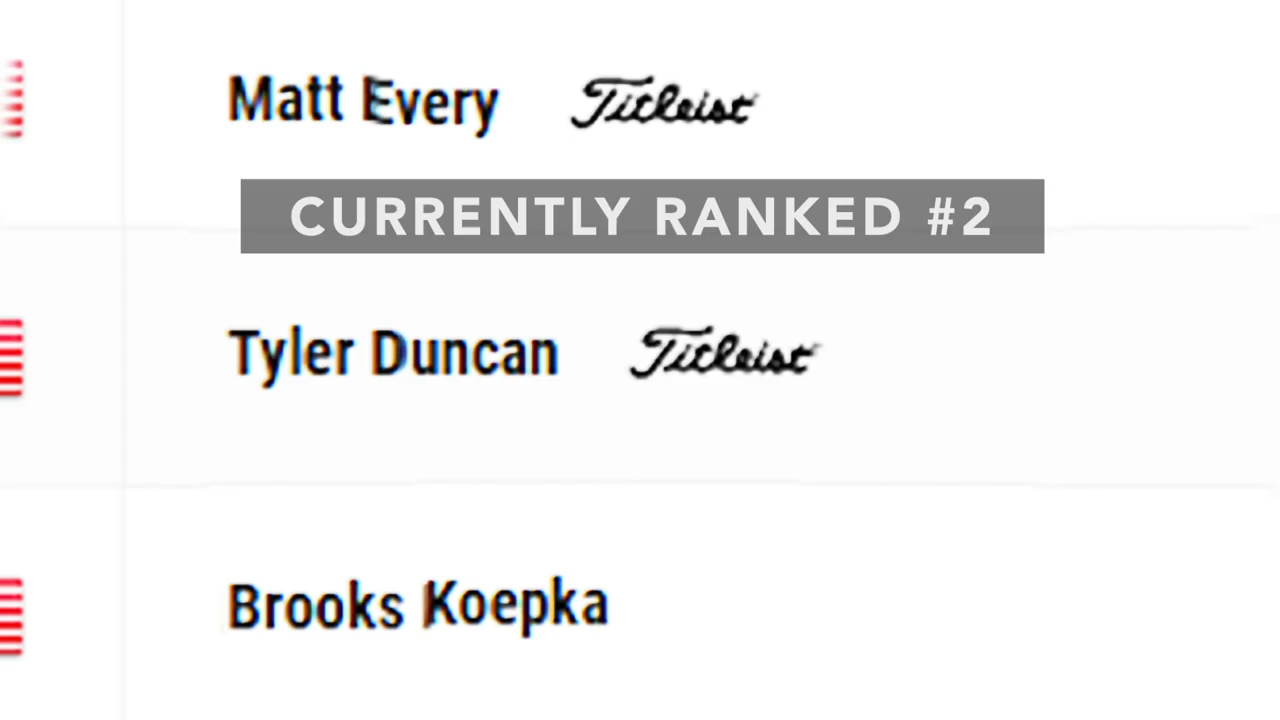 Matt Every Titleist
CURRENTLY RANKED #2
Tyler Duncan Titleist
Brooks Koepka